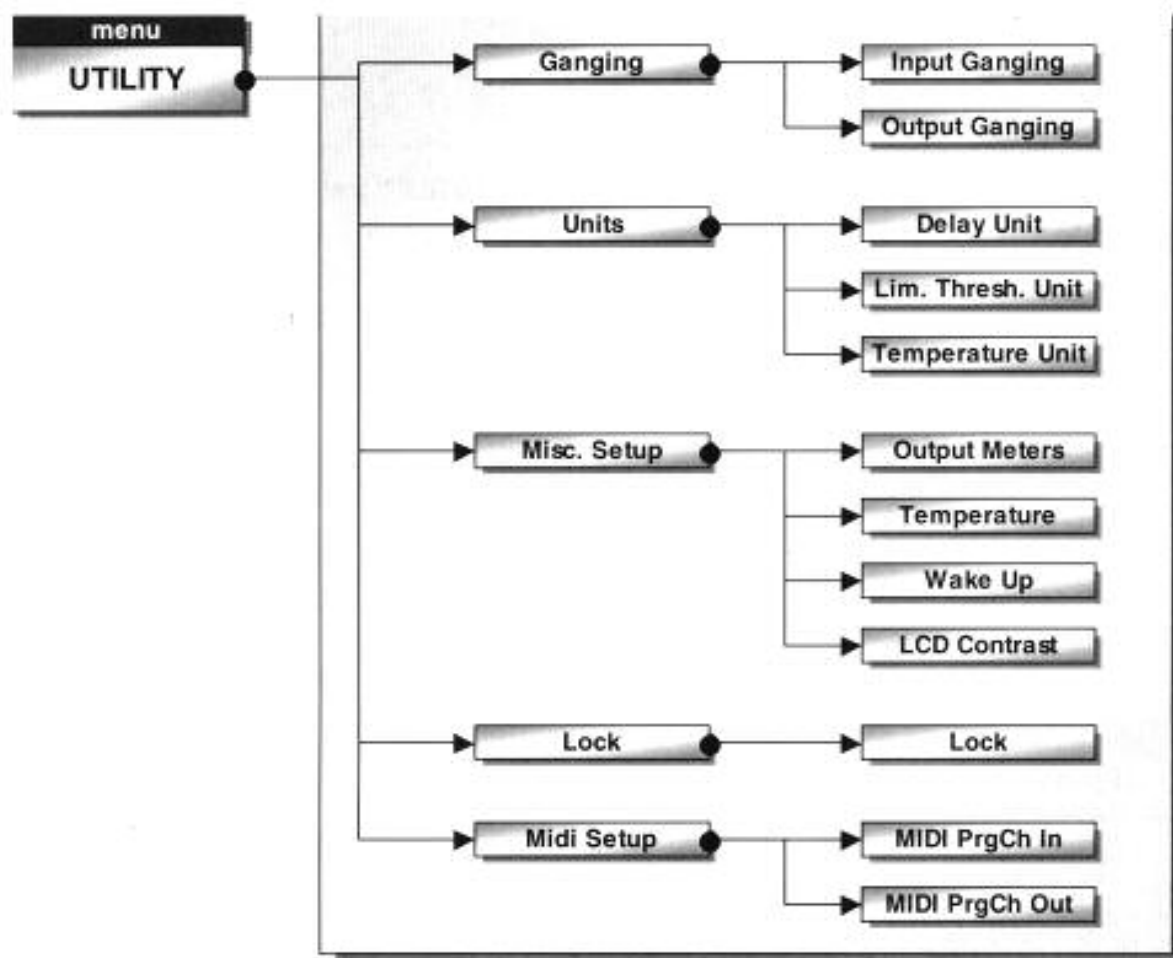 menu
UTILITY
Ganging
Input Ganging
Output Ganging
Units
Delay Unit
Lim. Thresh. Unit
Temperature Unit
Misc. Setup
Output Meters
Temperature
Wake Up
LCD Contrast
Lock
Lock
Midi Setup
MIDI PrgCh In
MIDI PrgCh Out